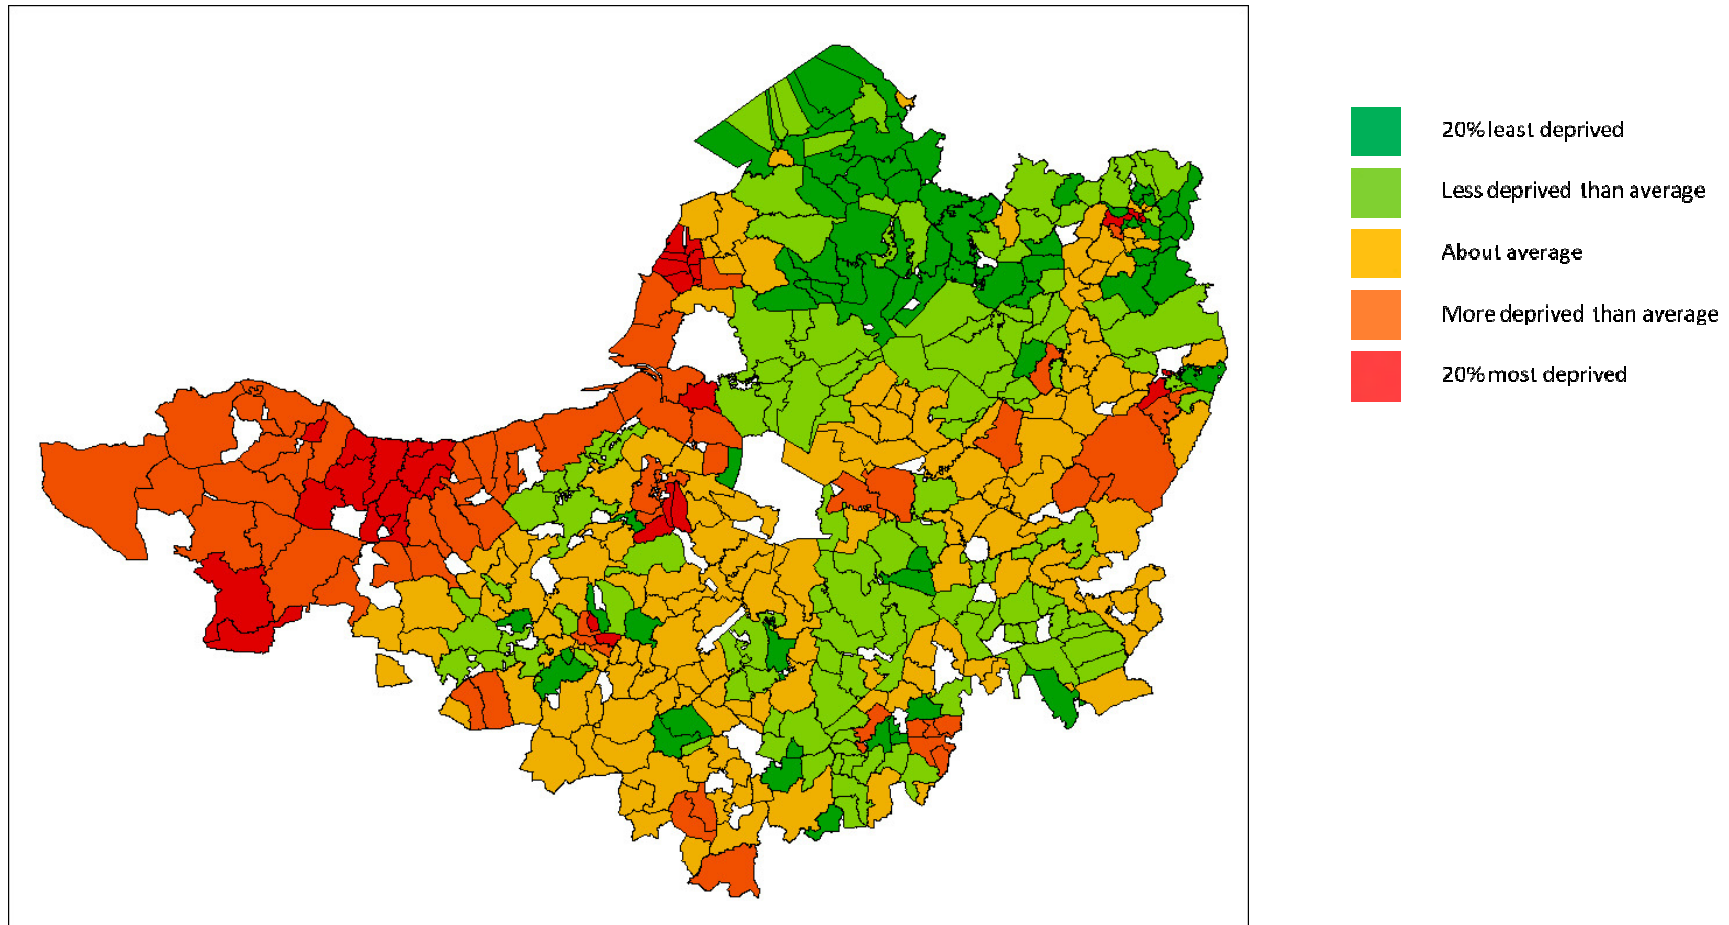 20% least deprived
Less deprived than average
About average
More deprived than average
20% most deprived